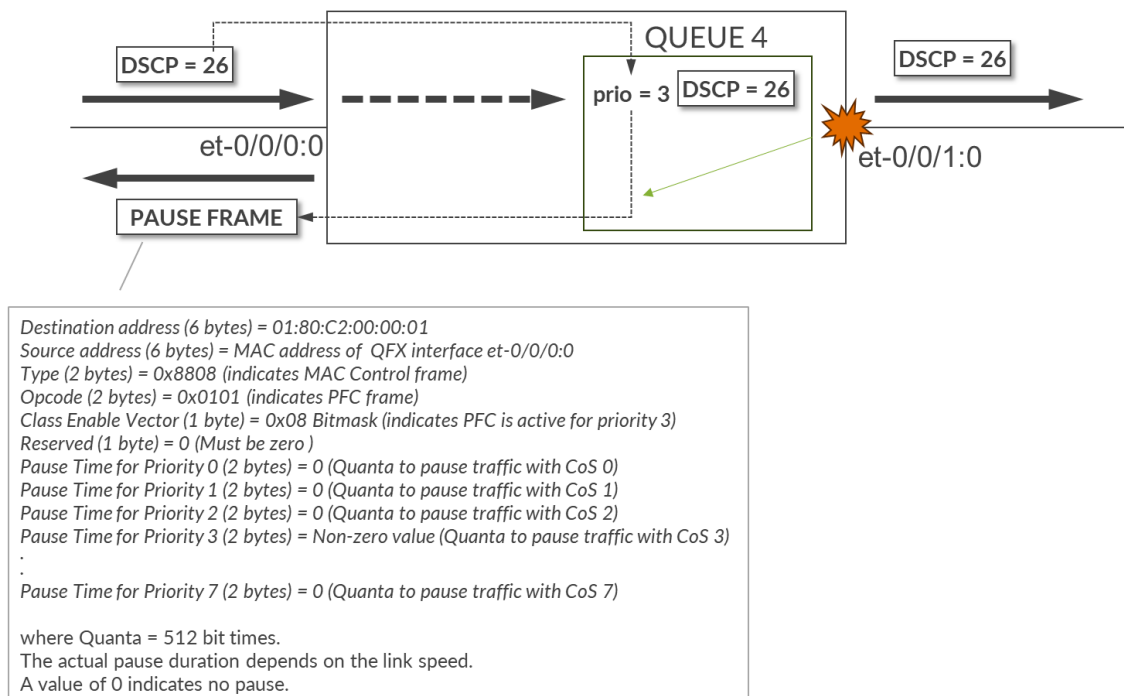 QUEUE 4
DSCP = 26
DSCP = 26
prio = 3
DSCP = 26
et-0/0/0:0
et-0/0/1:0
PAUSE FRAME
Destination address (6 bytes) = 01:80:C2:00:00:01
Source address (6 bytes) = MAC address of QFX interface et-0/0/0:0
Type (2 bytes) = 0x8808 (indicates MAC Control frame)
Opcode (2 bytes) = 0x0101 (indicates PFC frame)
Class Enable Vector (1 byte) = 0x08 Bitmask (indicates PFC is active for priority 3)
Reserved (1 byte) = 0 (Must be zero )
Pause Time for Priority 0 (2 bytes) = 0 (Quanta to pause traffic with CoS 0)
Pause Time for Priority 1 (2 bytes) = 0 (Quanta to pause traffic with CoS 1)
Pause Time for Priority 2 (2 bytes) = 0 (Quanta to pause traffic with CoS 2)
Pause Time for Priority 3 (2 bytes) = Non-zero value (Quanta to pause traffic with CoS 3)
.
.
Pause Time for Priority 7 (2 bytes) = 0 (Quanta to pause traffic with CoS 7)
where Quanta = 512 bit times.
The actual pause duration depends on the link speed.
A value of 0 indicates no pause.